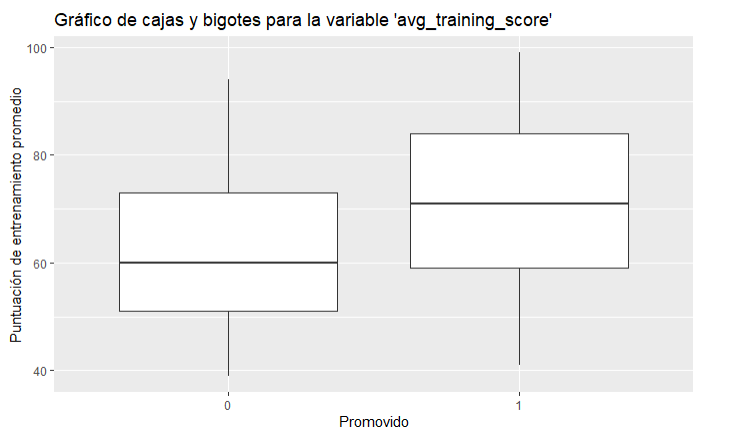 Gráfico de cajas y bigotes para la variable 'avg_training_score'
Puntuación de entrenamiento promedio
100
80
60
40
0
1
Promovido